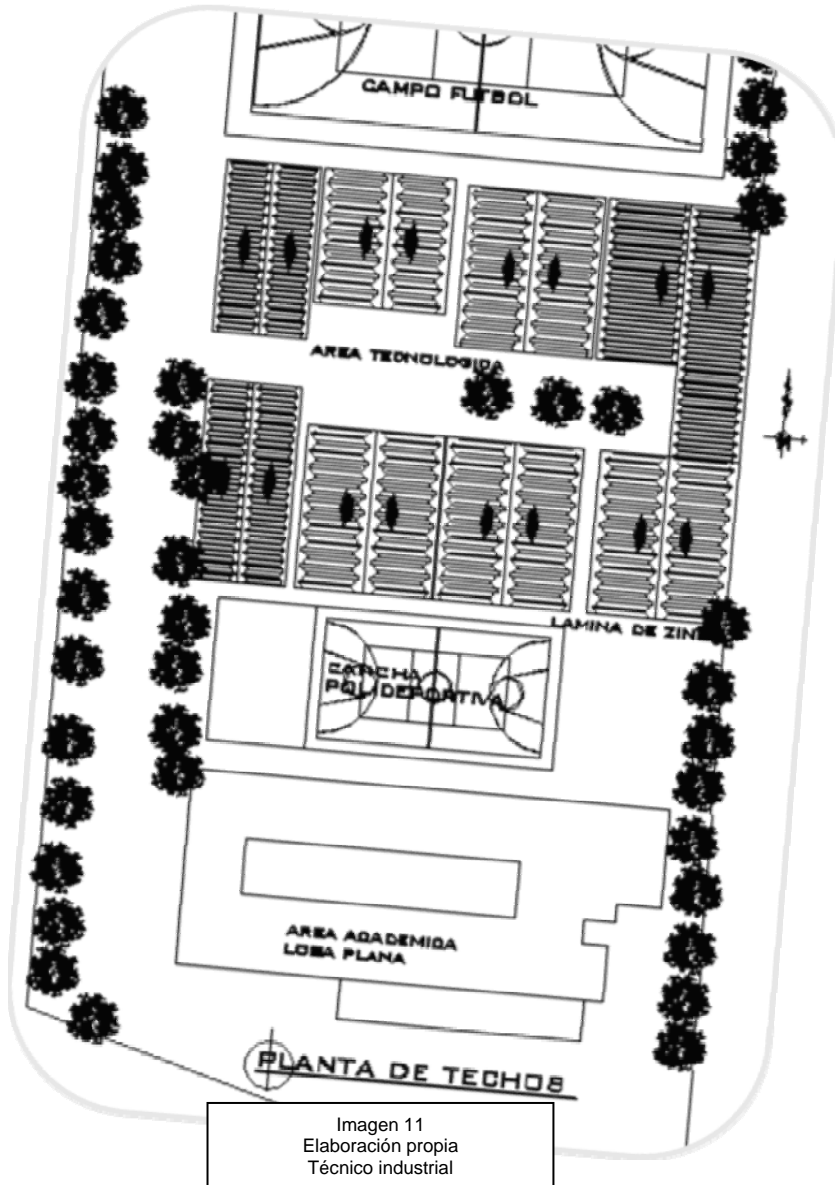 CAMPO FUTBOL
AREA TECNOLOGICA
LAMINA DE ZINC
CANCHA
POLIDEPORTIVA
AREA ACADEMICA
LOSA PLANA
PLANTA DE TECHOS
Imagen 11
Elaboración propia
Técnico industrial